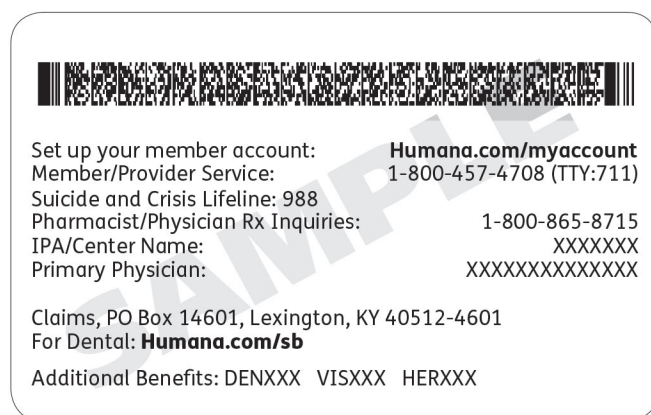 Set up your member account: Humana.com/myaccount
Member/Provider Service: 1-800-457-4708 (TTY:711)
Suicide and Crisis Lifeline: 988
Pharmacist/Physician Rx Inquiries: 1-800-865-8715
IPA/Center Name: XXXXXXX
Primary Physician: XXXXXXXXXXXXXX
Claims, PO Box 14601, Lexington, KY 40512-4601
For Dental: Humana.com/sb
Additional Benefits: DENXXX VISXXX HERXXX
SAMPLE